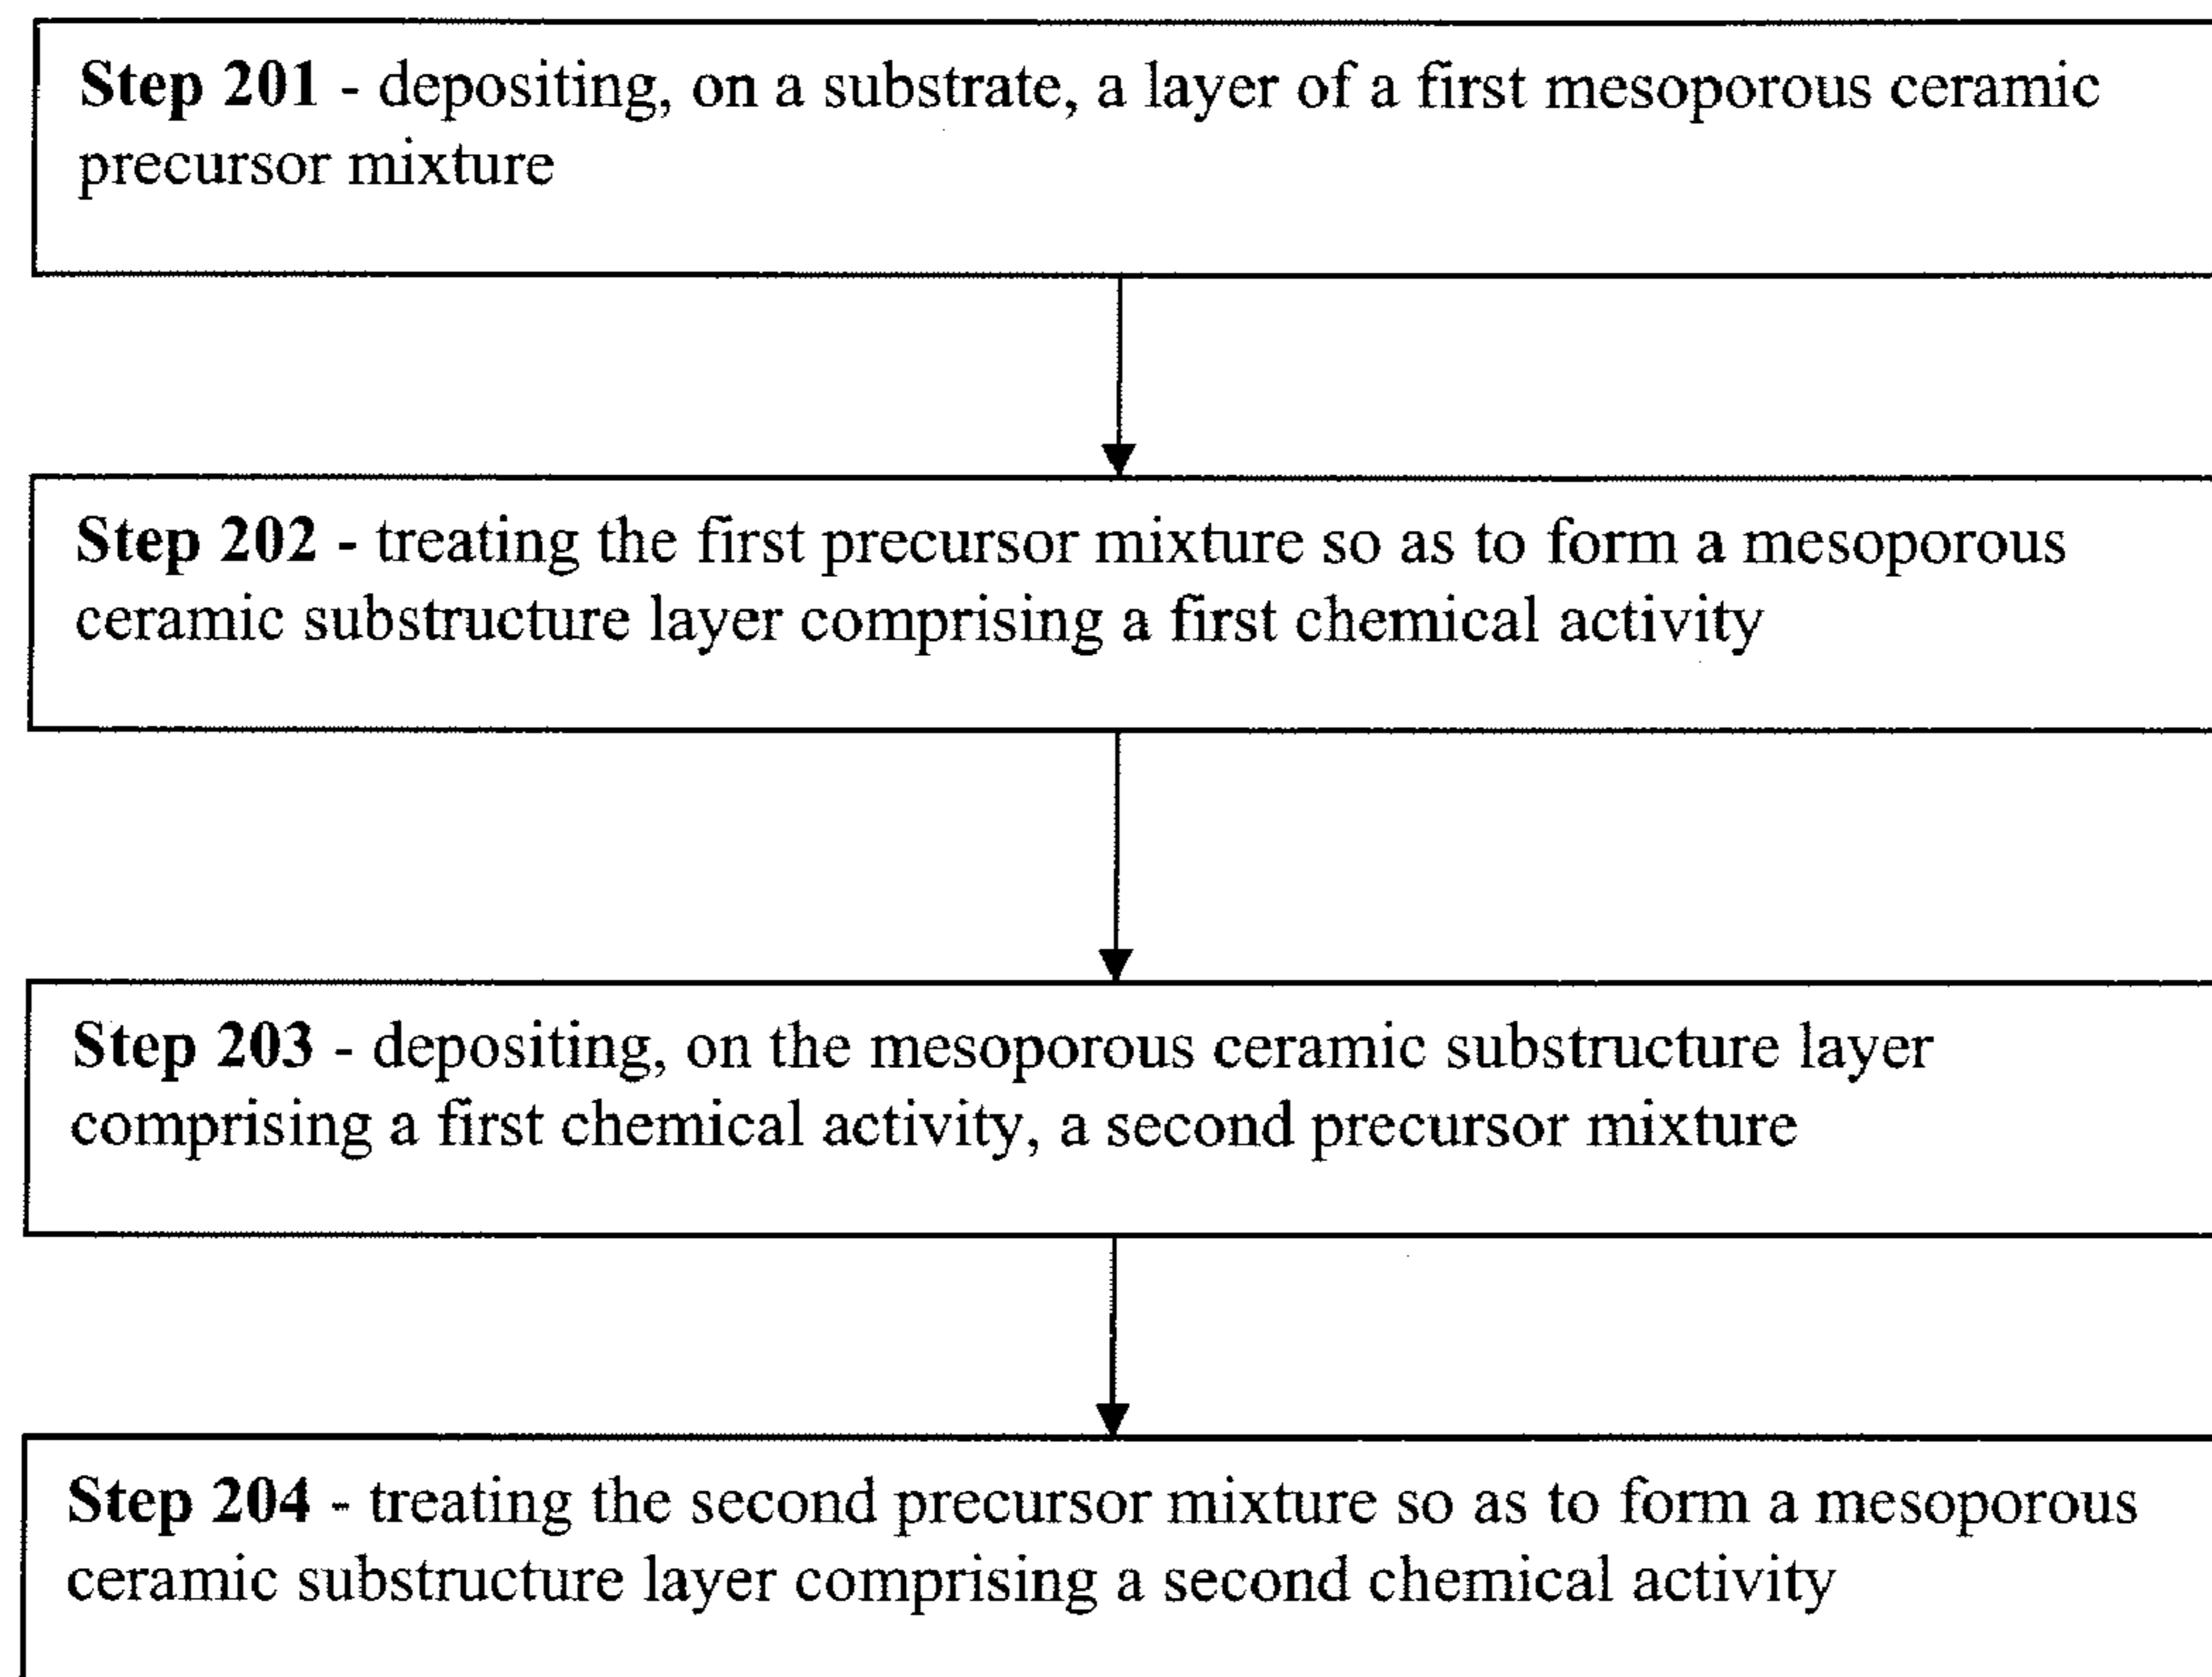 Step 201 - depositing, on a substrate, a layer of a first mesoporous ceramic
precursor mixture
Step 202 - treating the first precursor mixture so as to form a mesoporous
ceramic substructure layer comprising a first chemical activity
Step 203 - depositing, on the mesoporous ceramic substructure layer
comprising a first chemical activity, a second precursor mixture
Step 204 - treating the second precursor mixture so as to form a mesoporous
ceramic substructure layer comprising a second chemical activity